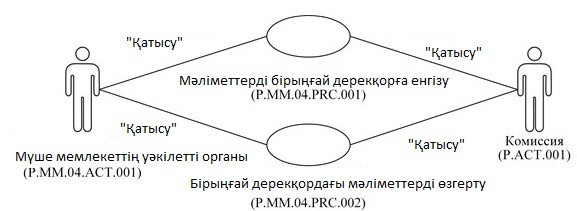 "Қатысу"
"Қатысу"
Мәліметтерді бірыңғай дерекқорға енгізу
(P.MM.04.PRC.001)
"Қатысу"
"Қатысу"
Комиссия
(P.ACT.001)
Мүше мемлекеттің уәкілетті органы
(P.MM.04.ACT.001)
Бірыңғай дерекқордағы мәліметтерді өзгерту
(P.MM.04.PRC.002)